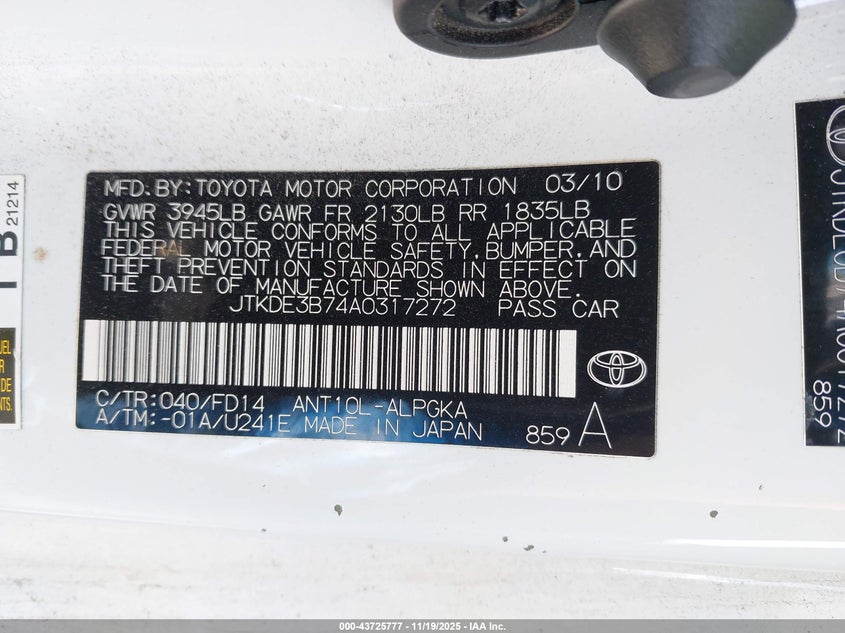 MFD.BY:TOYOTA MOTOR CORPORATION 03/10
GVWR 3945LB GAWR FR 2130LB RR 1835LB
THIS VEHICLE CONFORMS TO ALL APPLICABLE
FEDERAL MOTOR VEHICLE SAFETY,BUMPER,AND
THEFT PREVENTION STANDARDS IN EFFECT ON
THE DATE OF MANUFACTURE SHOWN ABOVE.
JTKDE3B74A0317272 PASS CAR
C/TR:040/FD14 ANT10L-ALPGKA
A/TM:-01A/U241E MADE IN JAPAN
859 A
B
21214
859
000-43725777 - 11/19/2025 - IAA Inc.